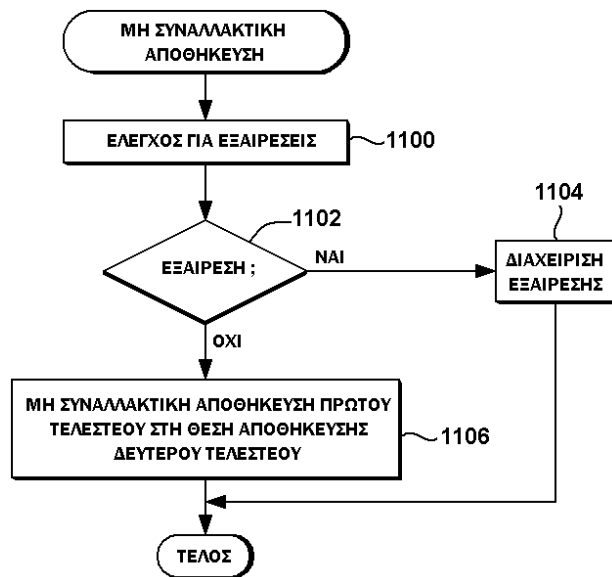 ΜΗ ΣΥΝΑΛΛΑΚΤΙΚΗ
ΑΠΟΘΗΚΕΥΣΗ
ΕΛΕΓΧΟΣ ΓΙΑ ΕΞΑΙΡΕΣΕΙΣ
1100
1102
ΕΞΑΙΡΕΣΗ ;
ΝΑΙ
1104
ΔΙΑΧΕΙΡΙΣΗ
ΕΞΑΙΡΕΣΗΣ
ΟΧΙ
ΜΗ ΣΥΝΑΛΛΑΚΤΙΚΗ ΑΠΟΘΗΚΕΥΣΗ ΠΡΩΤΟΥ
ΤΕΛΕΣΤΕΟΥ ΣΤΗ ΘΕΣΗ ΑΠΟΘΗΚΕΥΣΗΣ
ΔΕΥΤΕΡΟΥ ΤΕΛΕΣΤΕΟΥ
1106
ΤΕΛΟΣ